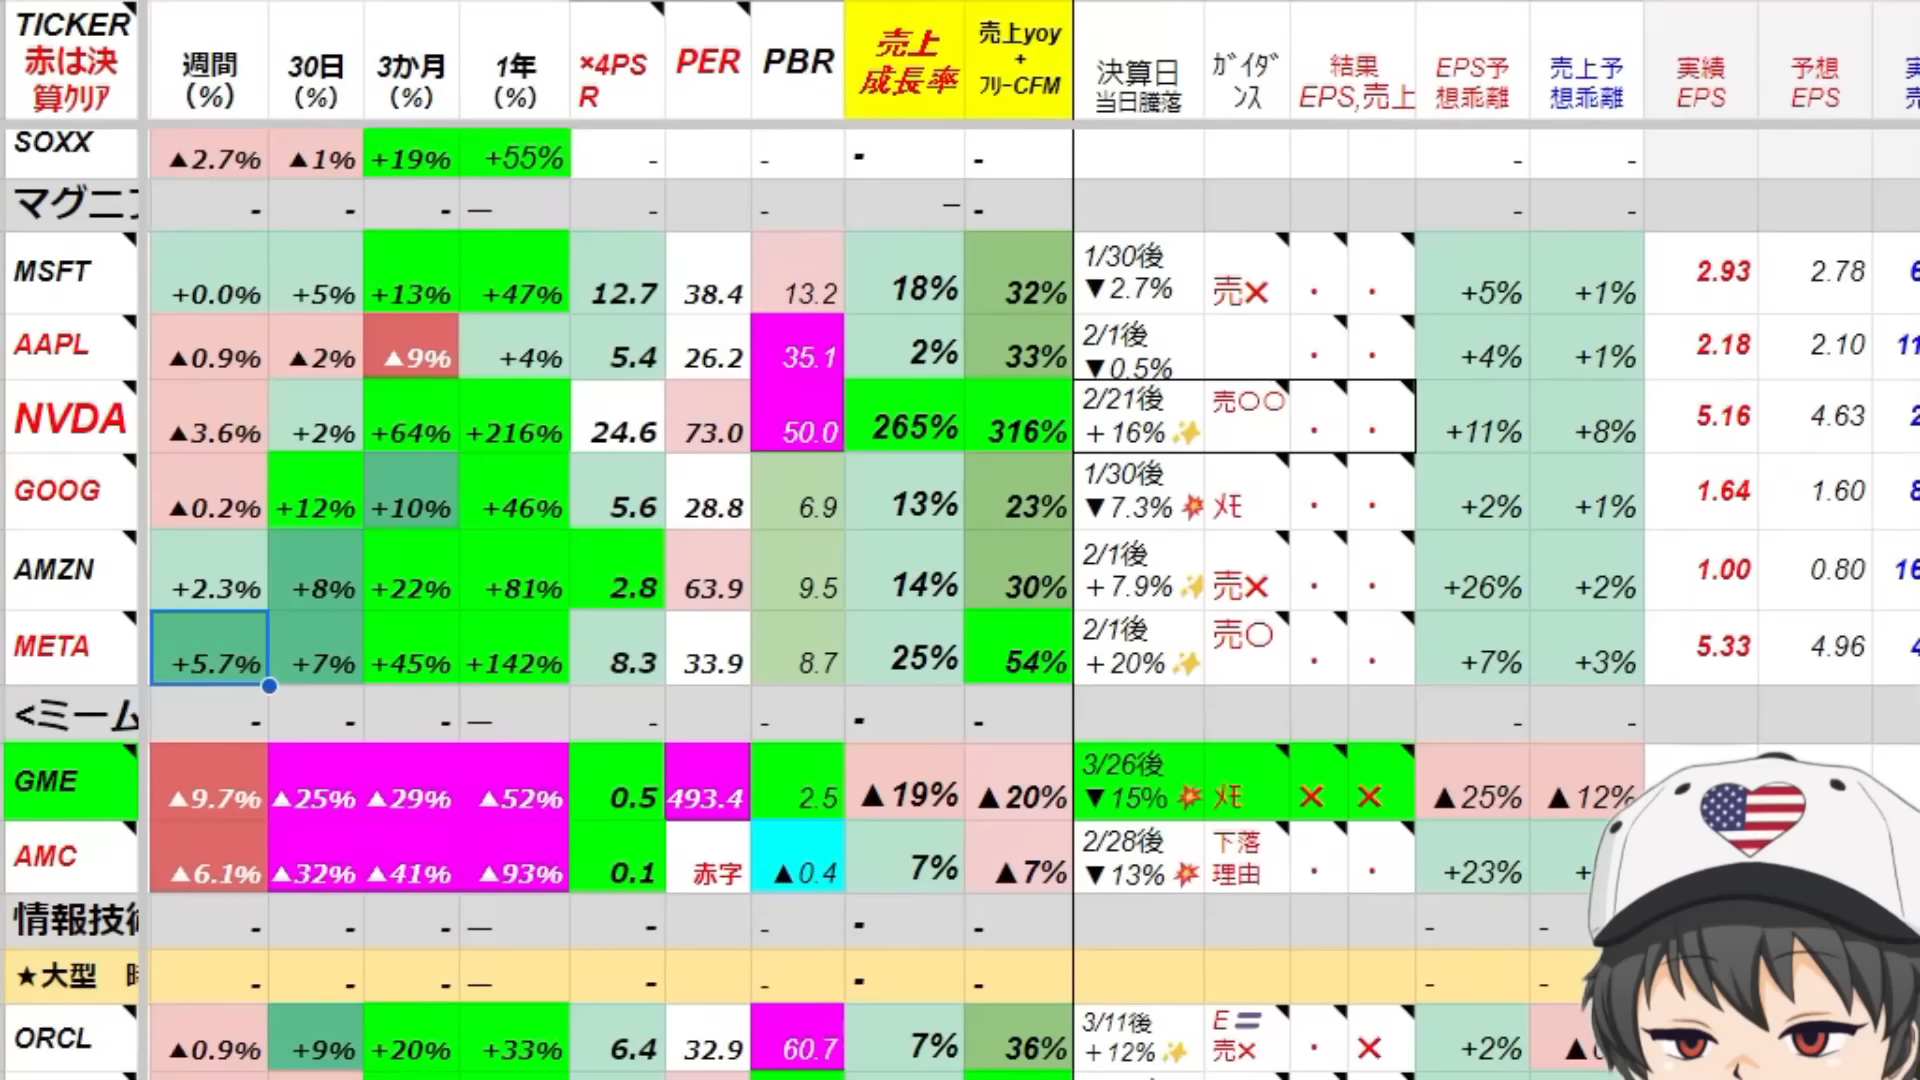 TICKER 週間 30日 3か月 1年 ×4PS PER PBR 売上 売上yoy 決算日 ｶﾞｲﾀﾞ 結果 EPS予 売上予 実績 予想
赤は決 (%) (%) (%) (%) R 成長率 + 当日騰落 ﾝｽ EPS,売上 想乖離 想乖離 EPS EPS
算ｸﾘｱ ﾌﾘｰCFM
SOXX ▲2.7% ▲1% +19% +55% - - - - - -
マグニ - - - — - - – - - -
MSFT +0.0% +5% +13% +47% 12.7 38.4 13.2 18% 32% 1/30後 ▼2.7% 売❌ ・ ・ +5% +1% 2.93 2.78
AAPL ▲0.9% ▲2% ▲9% +4% 5.4 26.2 35.1 2% 33% 2/1後 ▼0.5% ・ ・ +4% +1% 2.18 2.10 11
NVDA ▲3.6% +2% +64% +216% 24.6 73.0 50.0 265% 316% 2/21後 +16%✨ 売〇〇 ・ ・ +11% +8% 5.16 4.63 2
GOOG ▲0.2% +12% +10% +46% 5.6 28.8 6.9 13% 23% 1/30後 ▼7.3%💥 ﾒﾓ ・ ・ +2% +1% 1.64 1.60 8
AMZN +2.3% +8% +22% +81% 2.8 63.9 9.5 14% 30% 2/1後 +7.9%✨ 売❌ ・ ・ +26% +2% 1.00 0.80 16
META +5.7% +7% +45% +142% 8.3 33.9 8.7 25% 54% 2/1後 +20%✨ 売〇 ・ ・ +7% +3% 5.33 4.96 4
<ミーム - - - — - - - - - -
GME ▲9.7% ▲25% ▲29% ▲52% 0.5 493.4 2.5 ▲19% ▲20% 3/26後 ▼15%💥 ﾒﾓ ❌ ❌ ▲25% ▲12%
AMC ▲6.1% ▲32% ▲41% ▲93% 0.1 赤字 ▲0.4 7% ▲7% 2/28後 ▼13%💥 下落理由 ・ ・ +23% +
情報技術 - - - — - - - - - -
★大型 - - - — - - - - - -
ORCL ▲0.9% +9% +20% +33% 6.4 32.9 60.7 7% 36% 3/11後 +12%✨ E= 売❌ ・ ❌ +2% ▲